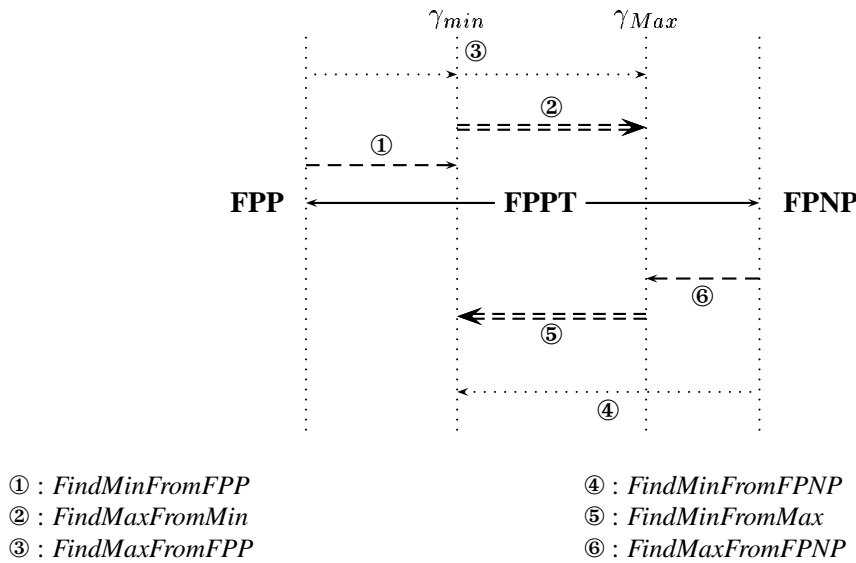 γmin γMax
③
②
①
FPP FPPT FPNP
⑥
⑤
④
① : FindMinFromFPP ④ : FindMinFromFPNP
② : FindMaxFromMin ⑤ : FindMinFromMax
③ : FindMaxFromFPP ⑥ : FindMaxFromFPNP